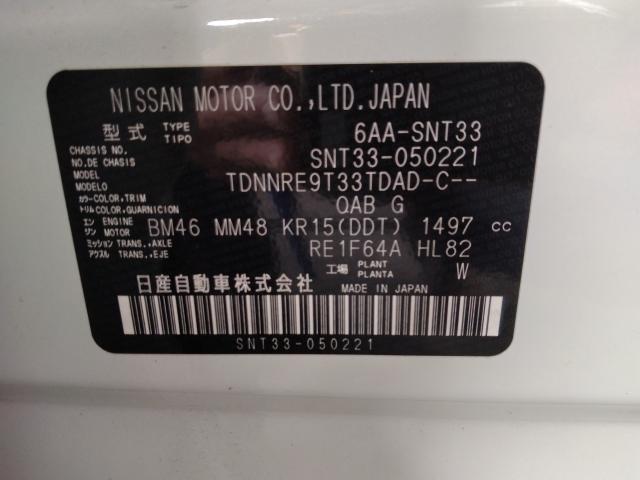 NISSAN MOTOR CO.,LTD.JAPAN
型式 TYPE TIPO 6AA-SNT33
CHASSIS NO. NO.DE CHASIS SNT33-050221
MODEL MODELO TDNNRE9T33TDAD-C--
カラー COLOR,TRIM トリム COLOR,GUARNICION QAB G
エンジン ENGINE MOTOR BM46 MM48 KR15(DDT) 1497 cc
ミッション TRANS.,AXLE アクスル TRANS.,EJE RE1F64A HL82
工場 PLANT PLANTA W
日産自動車株式会社 MADE IN JAPAN
SNT33-050221